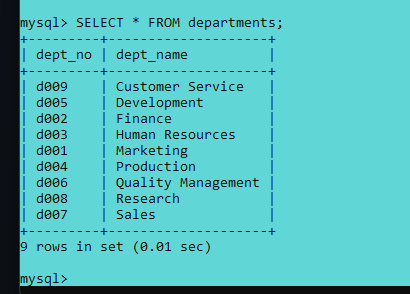 mysql> SELECT * FROM departments;
+---------+--------------------+
| dept_no | dept_name          |
+---------+--------------------+
| d009    | Customer Service   |
| d005    | Development        |
| d002    | Finance            |
| d003    | Human Resources    |
| d001    | Marketing          |
| d004    | Production         |
| d006    | Quality Management |
| d008    | Research           |
| d007    | Sales              |
+---------+--------------------+
9 rows in set (0.01 sec)
mysql>